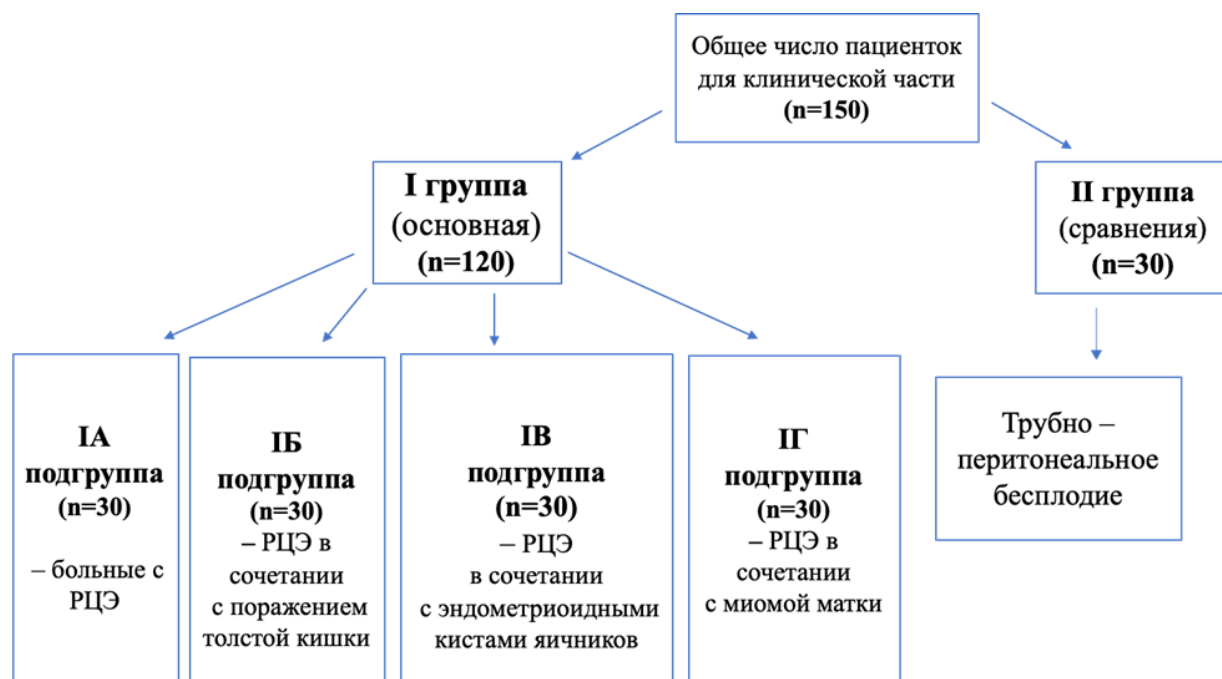 Общее число пациенток
для клинической части
(n=150)
I группа
(основная)
(n=120)
II группа
(сравнения)
(n=30)
IА
подгруппа
(n=30)
– больные с
РЦЭ
IБ
подгруппа
(n=30)
– РЦЭ в
сочетании
с поражением
толстой кишки
IВ
подгруппа
(n=30)
– РЦЭ
в сочетании
с эндометриоидными
кистами яичников
IГ
подгруппа
(n=30)
– РЦЭ в
сочетании
с миомой матки
Трубно –
перитонеальное
бесплодие